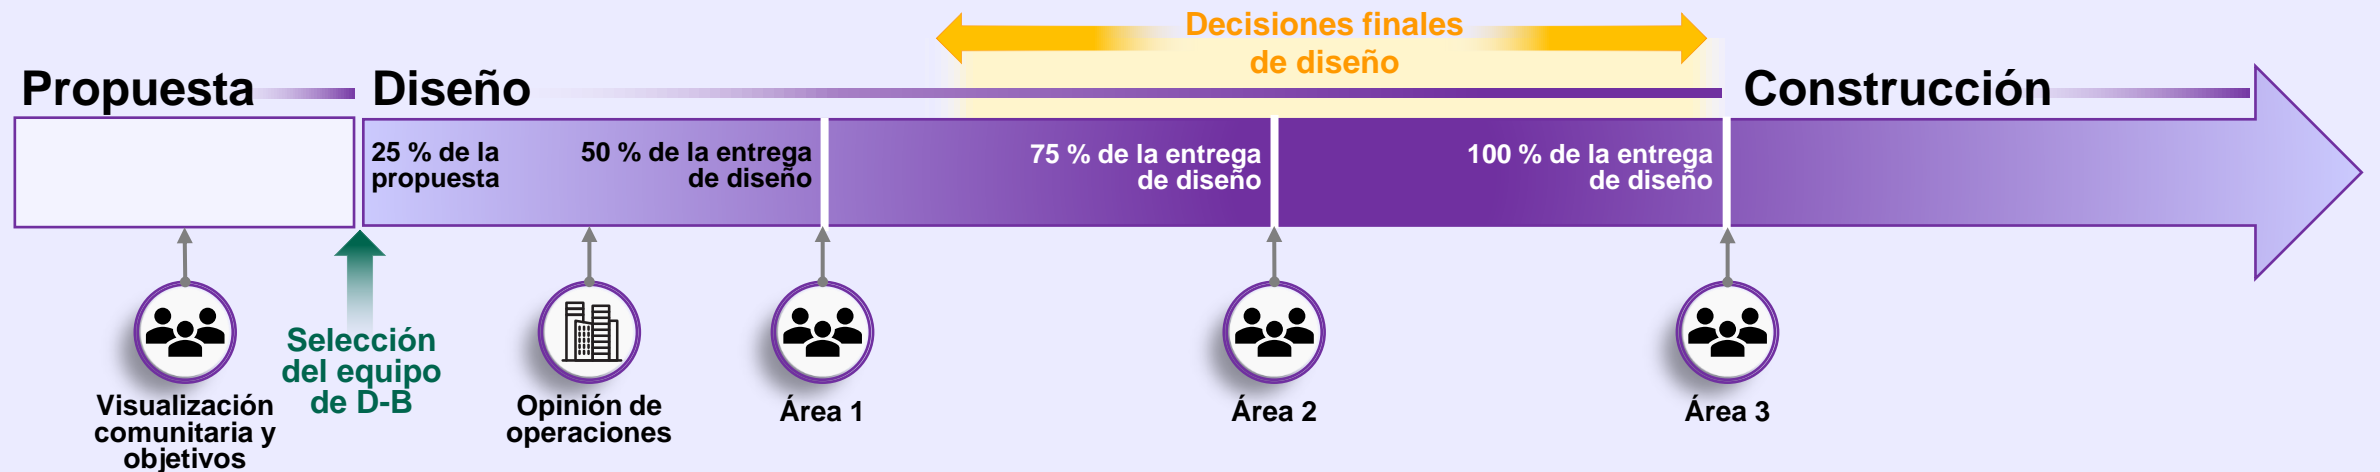 Decisiones finales
de diseño
Propuesta
Diseño
Construcción
25 % de la
propuesta
50 % de la entrega
de diseño
75 % de la entrega
de diseño
100 % de la entrega
de diseño
Visualización
comunitaria y
objetivos
Selección
del equipo
de D-B
Opinión de
operaciones
Área 1
Área 2
Área 3